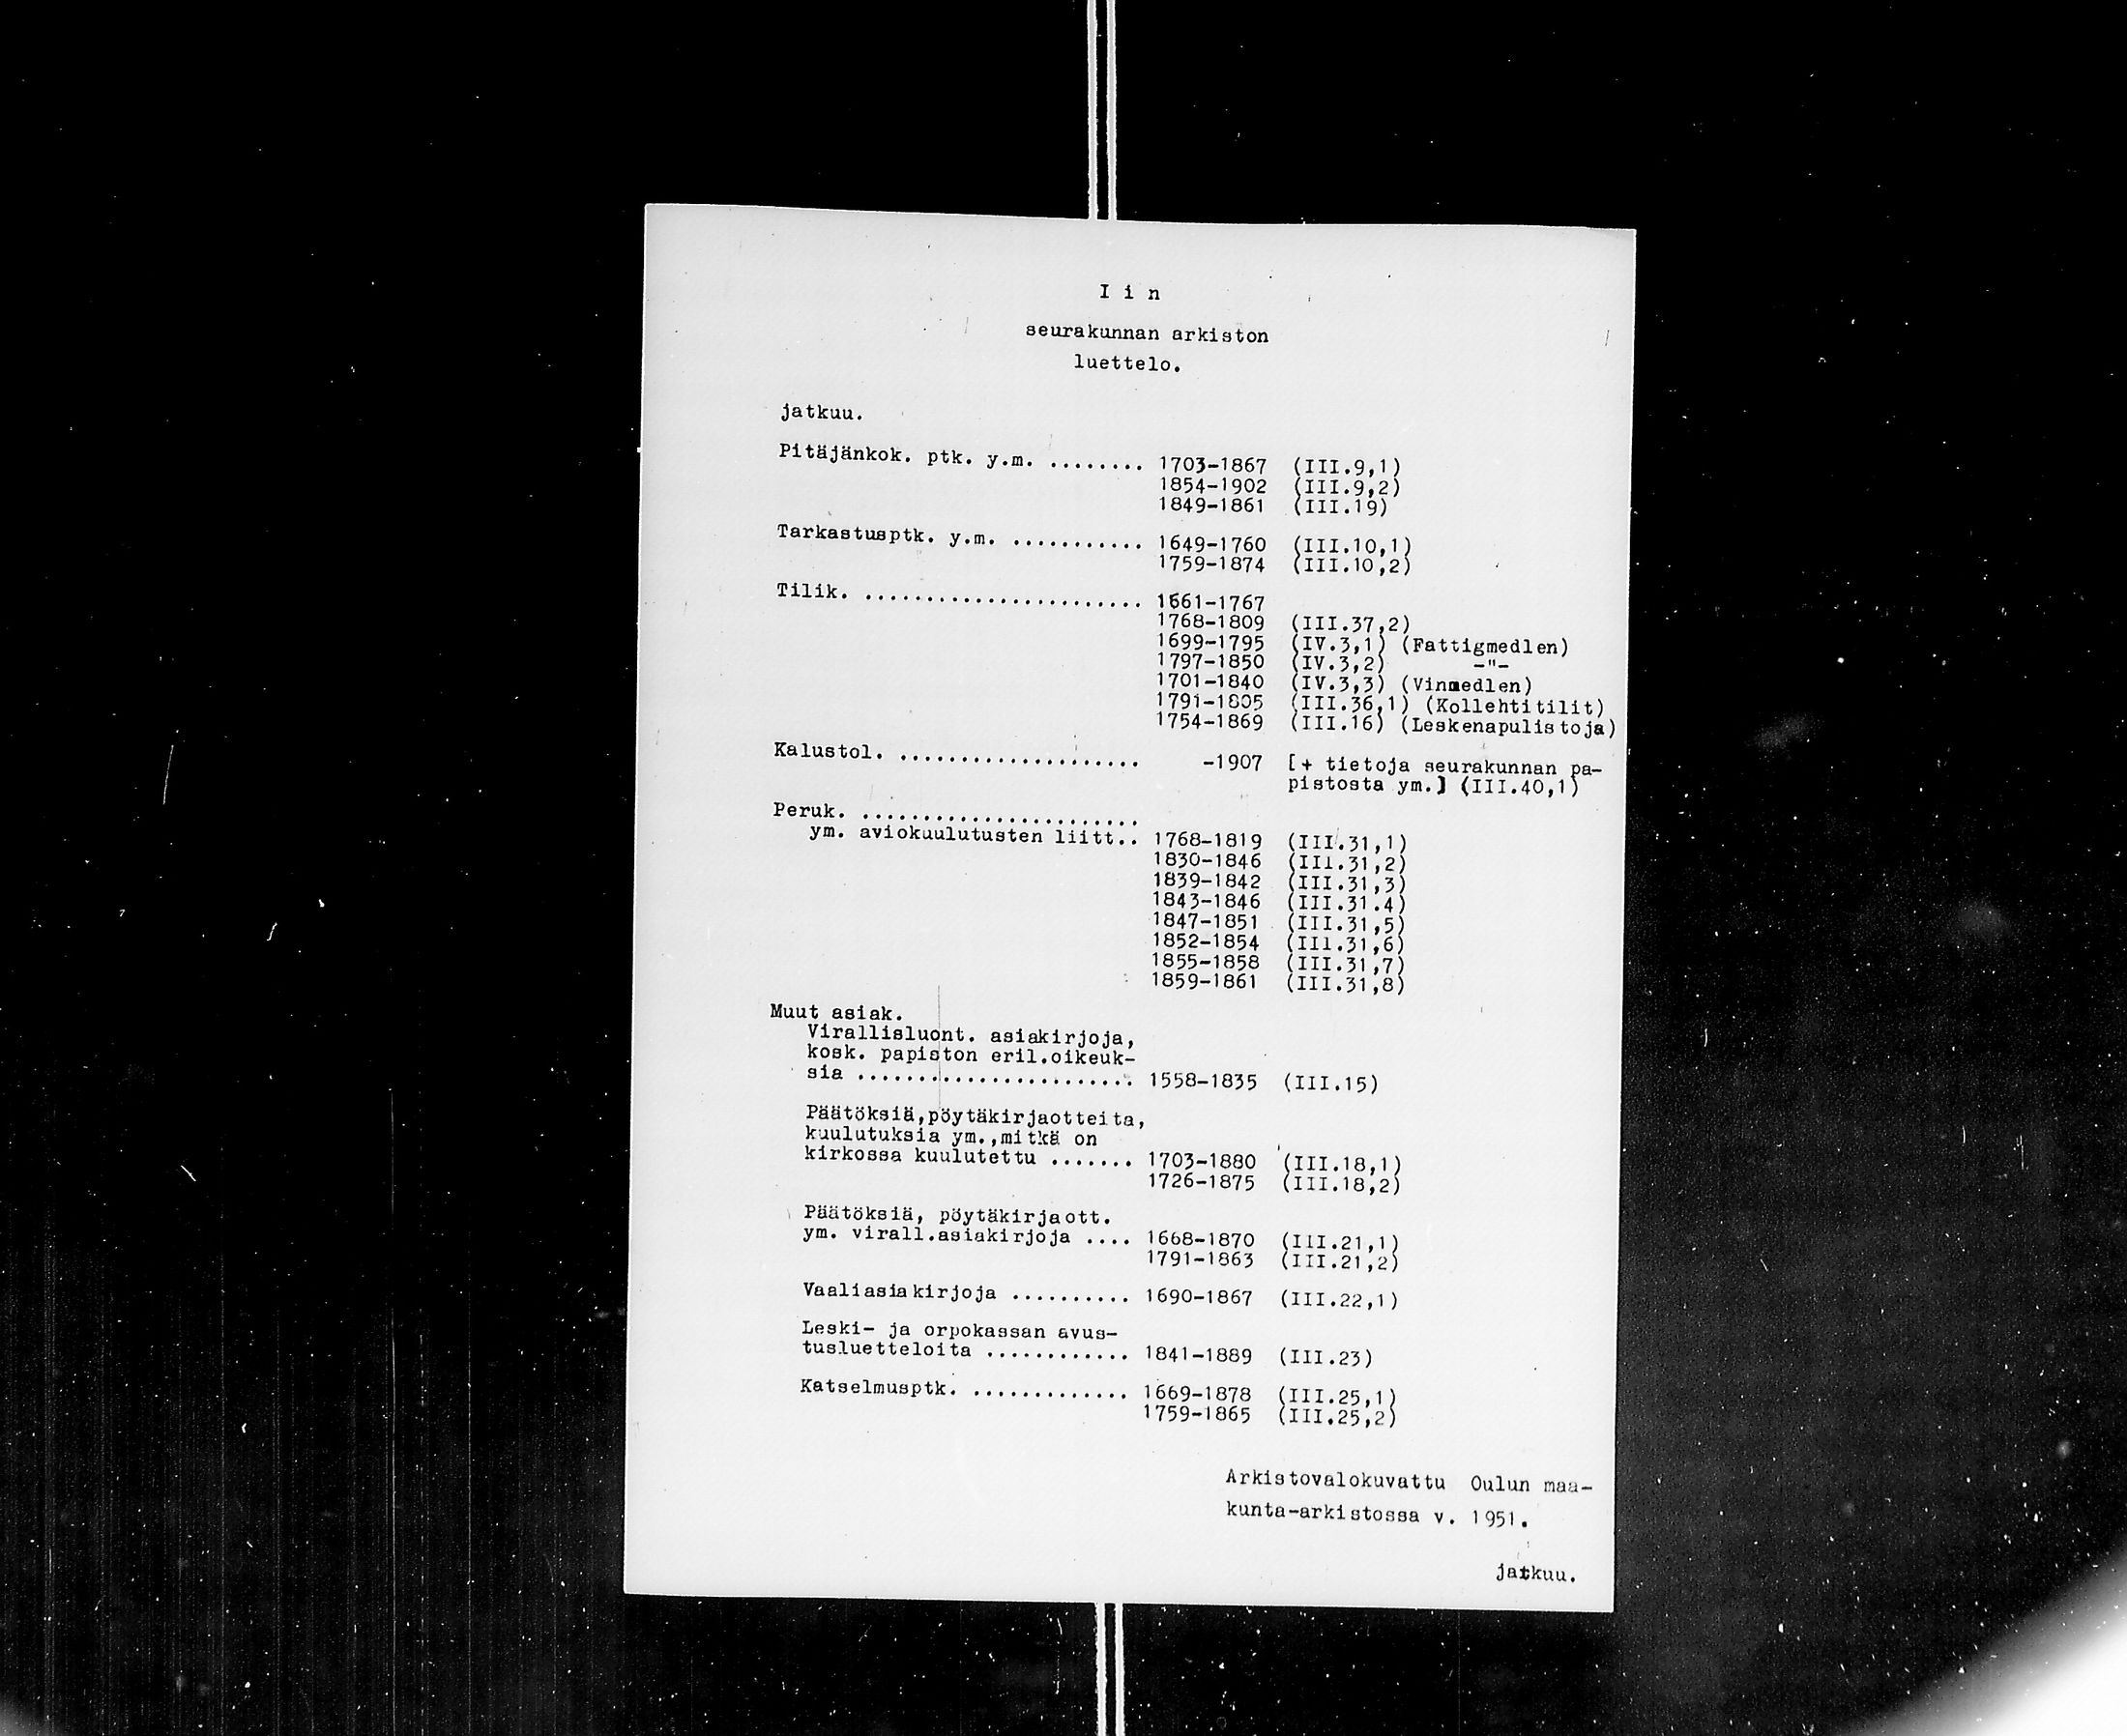 I i n
seurakunnan arkiston
luettelo.
jatkuu.
Pitäjänkok. ptk. y.m. ........ 1703-1867 (III.9,1)
1854-1902 (III.9,2)
1849-1861 (III.19)
Tarkastusptk. y.m. ........... 1649-1760 (III.10,1)
1759-1874 (III.10,2)
Tilik. ....................... 1661-1767
1768-1809 (III.37,2)
1699-1795 (IV.3,1) (Fattigmedlen)
1797-1850 (IV.3,2) -"-
1701-1840 (IV.3,3) (Vinmedlen)
1791-1805 (III.36,1) (Kollehtitilit)
1754-1869 (III.16) (Leskenapulistoja)
Kalustol. .................... -1907 [+ tietoja seurakunnan pa-
pistosta ym.] (III.40,1)
Peruk. .......................
ym. aviokuulutusten liitt.. 1768-1819 (III.31,1)
1830-1846 (III.31,2)
1839-1842 (III.31,3)
1843-1846 (III.31.4)
1847-1851 (III.31,5)
1852-1854 (III.31,6)
1855-1858 (III.31,7)
1859-1861 (III.31,8)
Muut asiak.
Virallisluont. asiakirjoja,
kosk. papiston eril.oikeuk-
sia ....................... 1558-1835 (III.15)
Päätöksiä,pöytäkirjaotteita,
kuulutuksia ym.,mitkä on
kirkossa kuulutettu ....... 1703-1880 (III.18,1)
1726-1875 (III.18,2)
Päätöksiä, pöytäkirjaott.
ym. virall.asiakirjoja .... 1668-1870 (III.21,1)
1791-1863 (III.21,2)
Vaaliasiakirjoja .......... 1690-1867 (III.22,1)
Leski- ja orpokassan avus-
tusluetteloita ............ 1841-1889 (III.23)
Katselmusptk. ............. 1669-1878 (III.25,1)
1759-1865 (III.25,2)
Arkistovalokuvattu Oulun maa-
kunta-arkistossa v. 1951.
jatkuu.